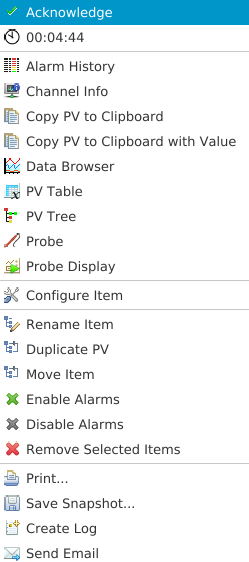 Acknowledge
00:04:44
Alarm History
Channel Info
Copy PV to Clipboard
Copy PV to Clipboard with Value
Data Browser
PV Table
PV Tree
Probe
Probe Display
Configure Item
Rename Item
Duplicate PV
Move Item
Enable Alarms
Disable Alarms
Remove Selected Items
Print...
Save Snapshot...
Create Log
Send Email